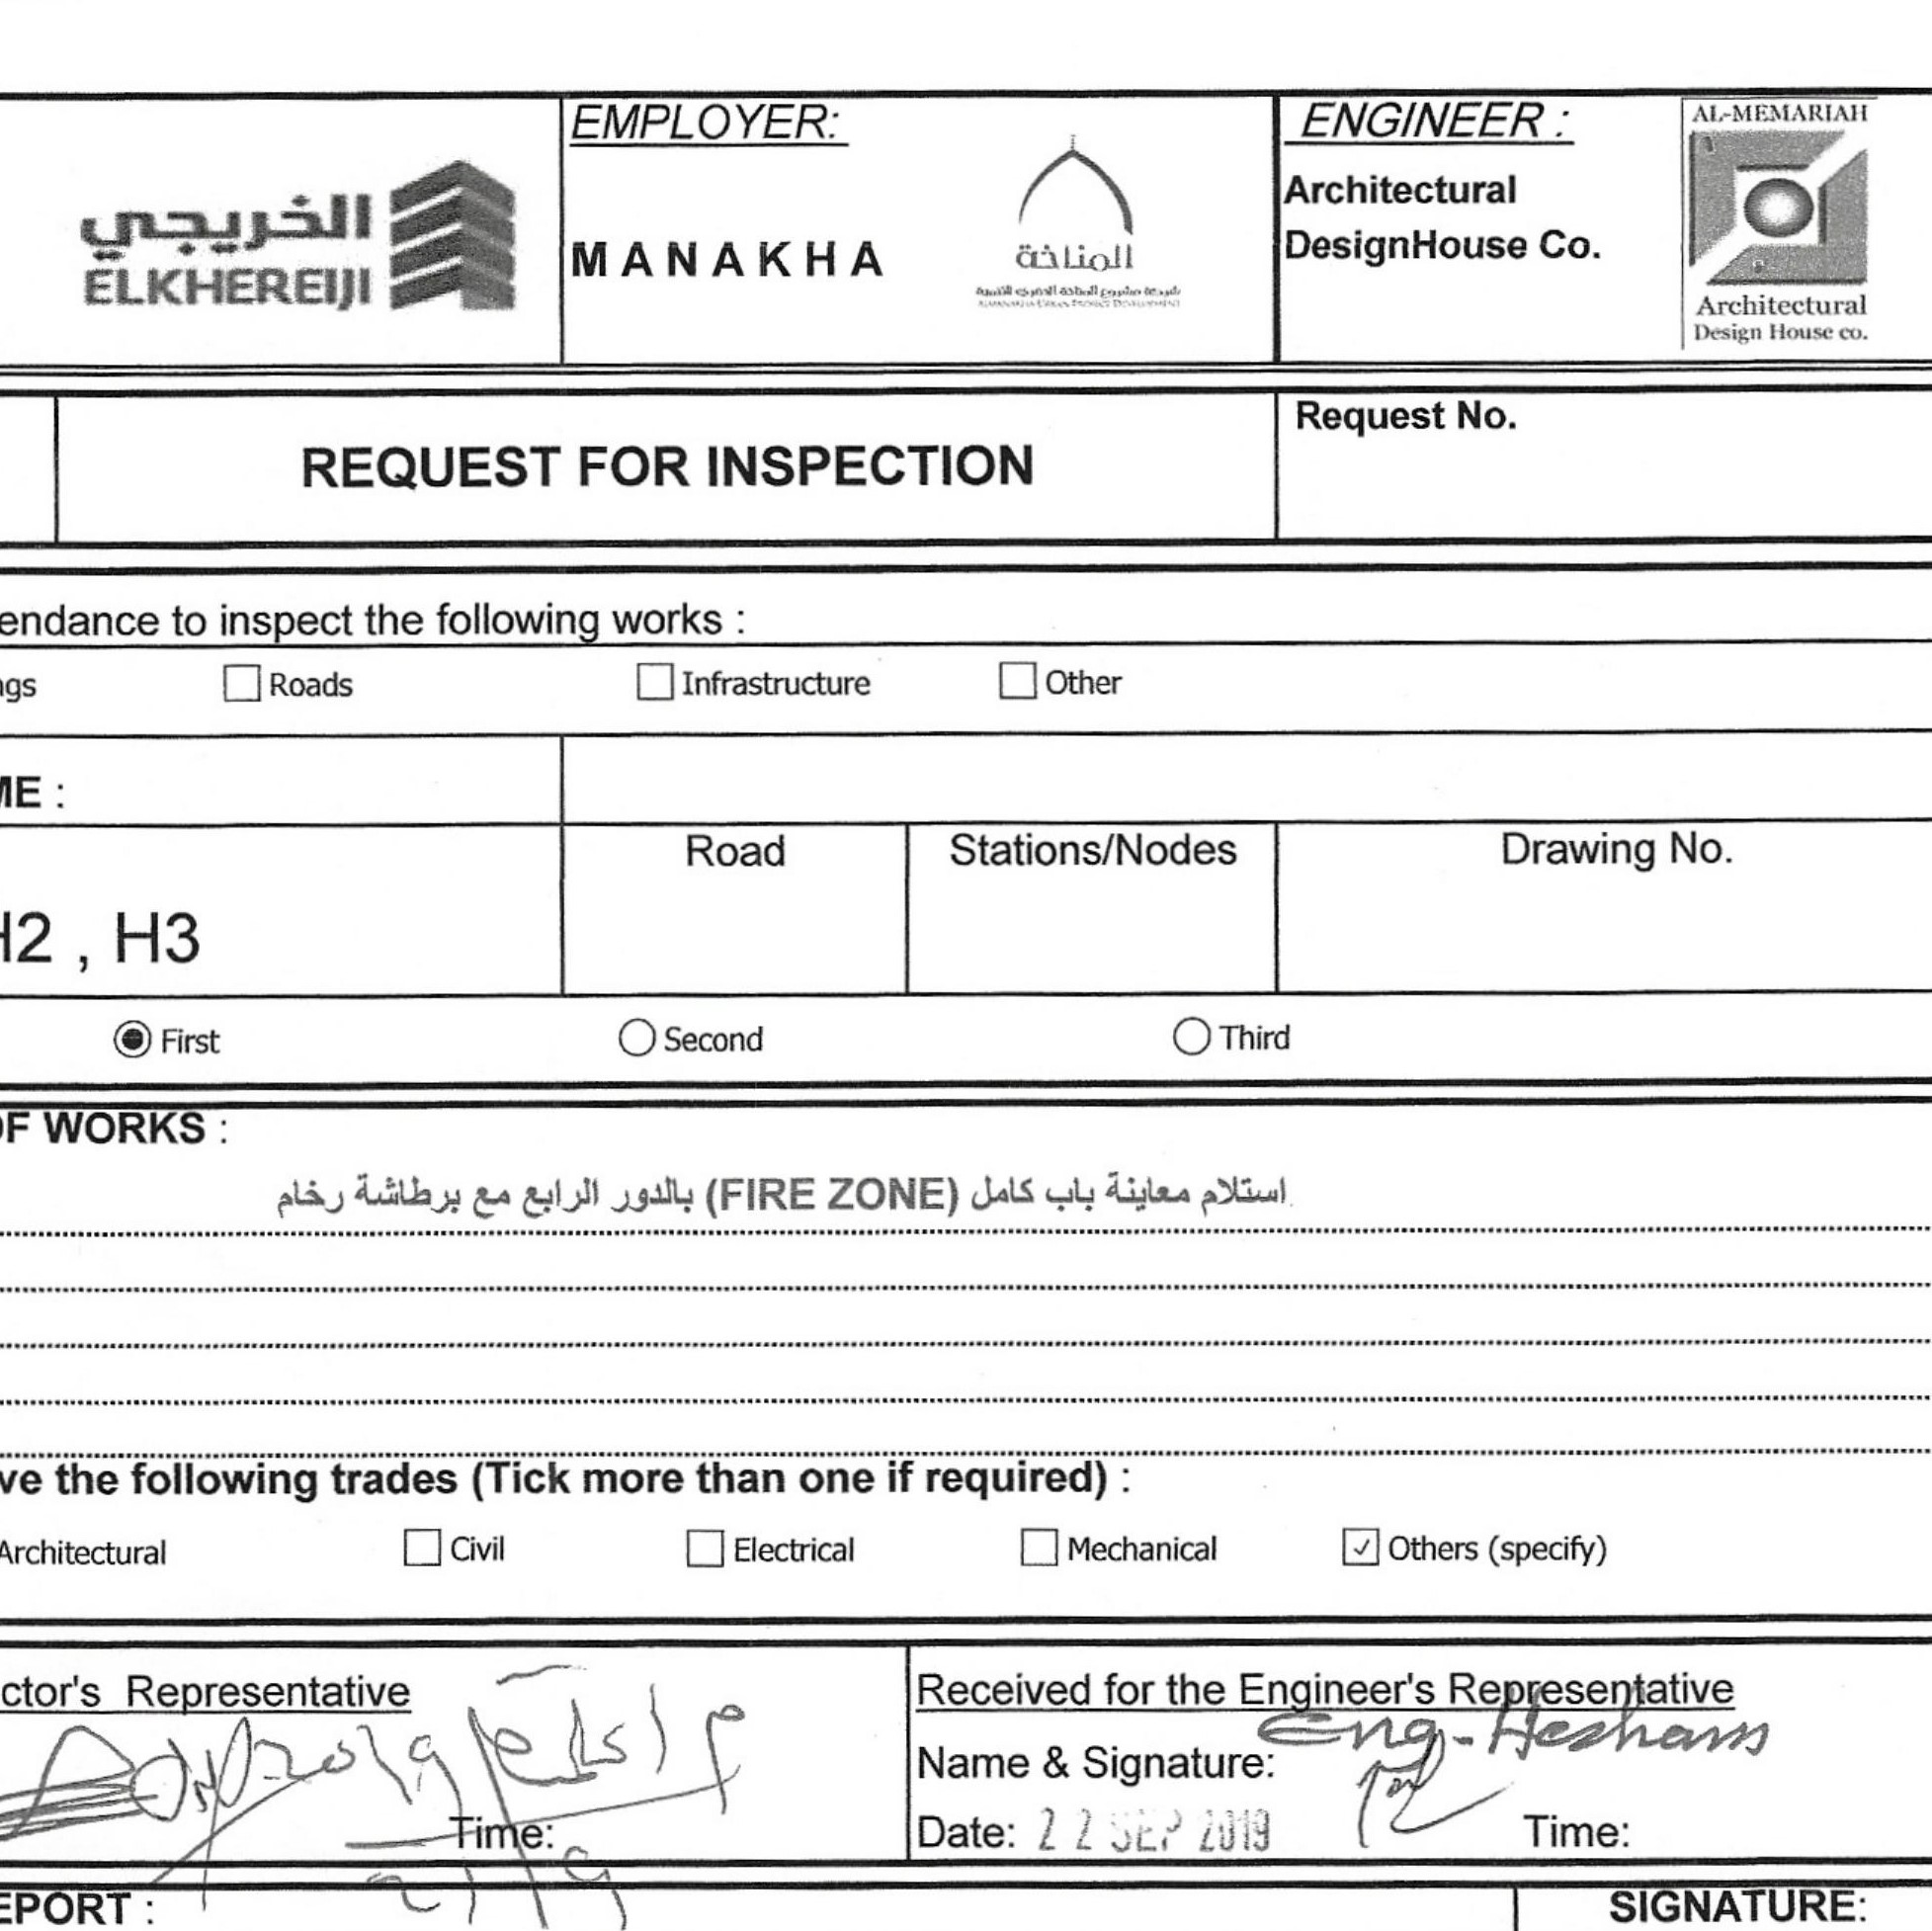 EMPLOYER:
ENGINEER :
AL-MEMARIAH
الخريجي
ELKHEREIJI
MANAKHA
المناخة
Architectural
DesignHouse Co.
Architectural
Design House co.
REQUEST FOR INSPECTION
Request No.
endance to inspect the following works :
ngs Roads Infrastructure Other
ME :
Road Stations/Nodes Drawing No.
H2 , H3
First Second Third
OF WORKS :
استلام معاينة باب كامل (FIRE ZONE) بالدور الرابع مع برطاشة رخام
ve the following trades (Tick more than one if required) :
Architectural Civil Electrical Mechanical Others (specify)
ctor's Representative
Time:
Received for the Engineer's Representative
Eng-Hesham
Name & Signature:
Date: 22 SEP 2019 Time:
EPORT :
SIGNATURE: